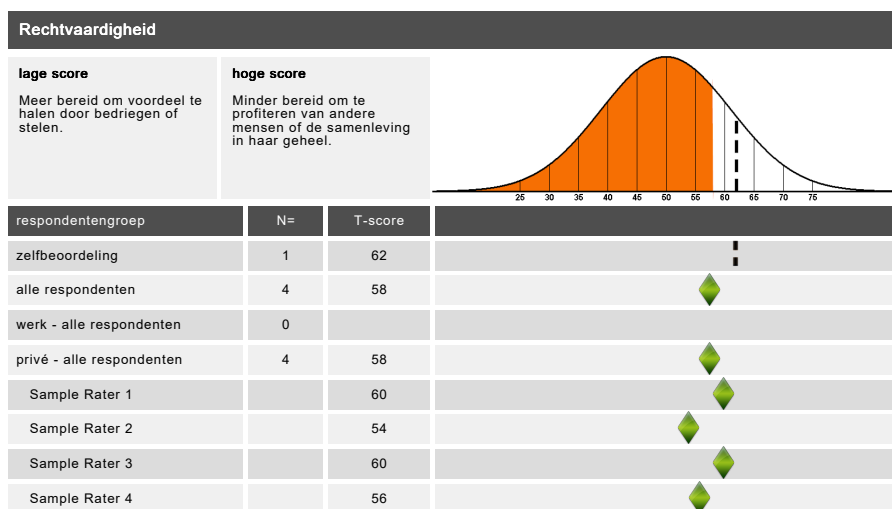 Rechtvaardigheid
lage score
Meer bereid om voordeel te
halen door bedriegen of
stelen.
hoge score
Minder bereid om te
profiteren van andere
mensen of de samenleving
in haar geheel.
25 30 35 40 45 50 55 60 65 70 75
respondentengroep N= T-score
zelfbeoordeling 1 62
alle respondenten 4 58
werk - alle respondenten 0
privé - alle respondenten 4 58
Sample Rater 1 60
Sample Rater 2 54
Sample Rater 3 60
Sample Rater 4 56